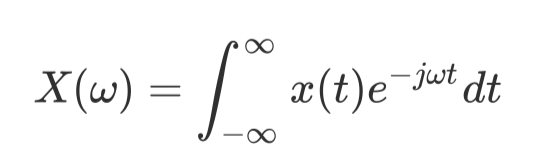 X(ω) = ∫_{-∞}^{∞} x(t)e^{-jωt} dt